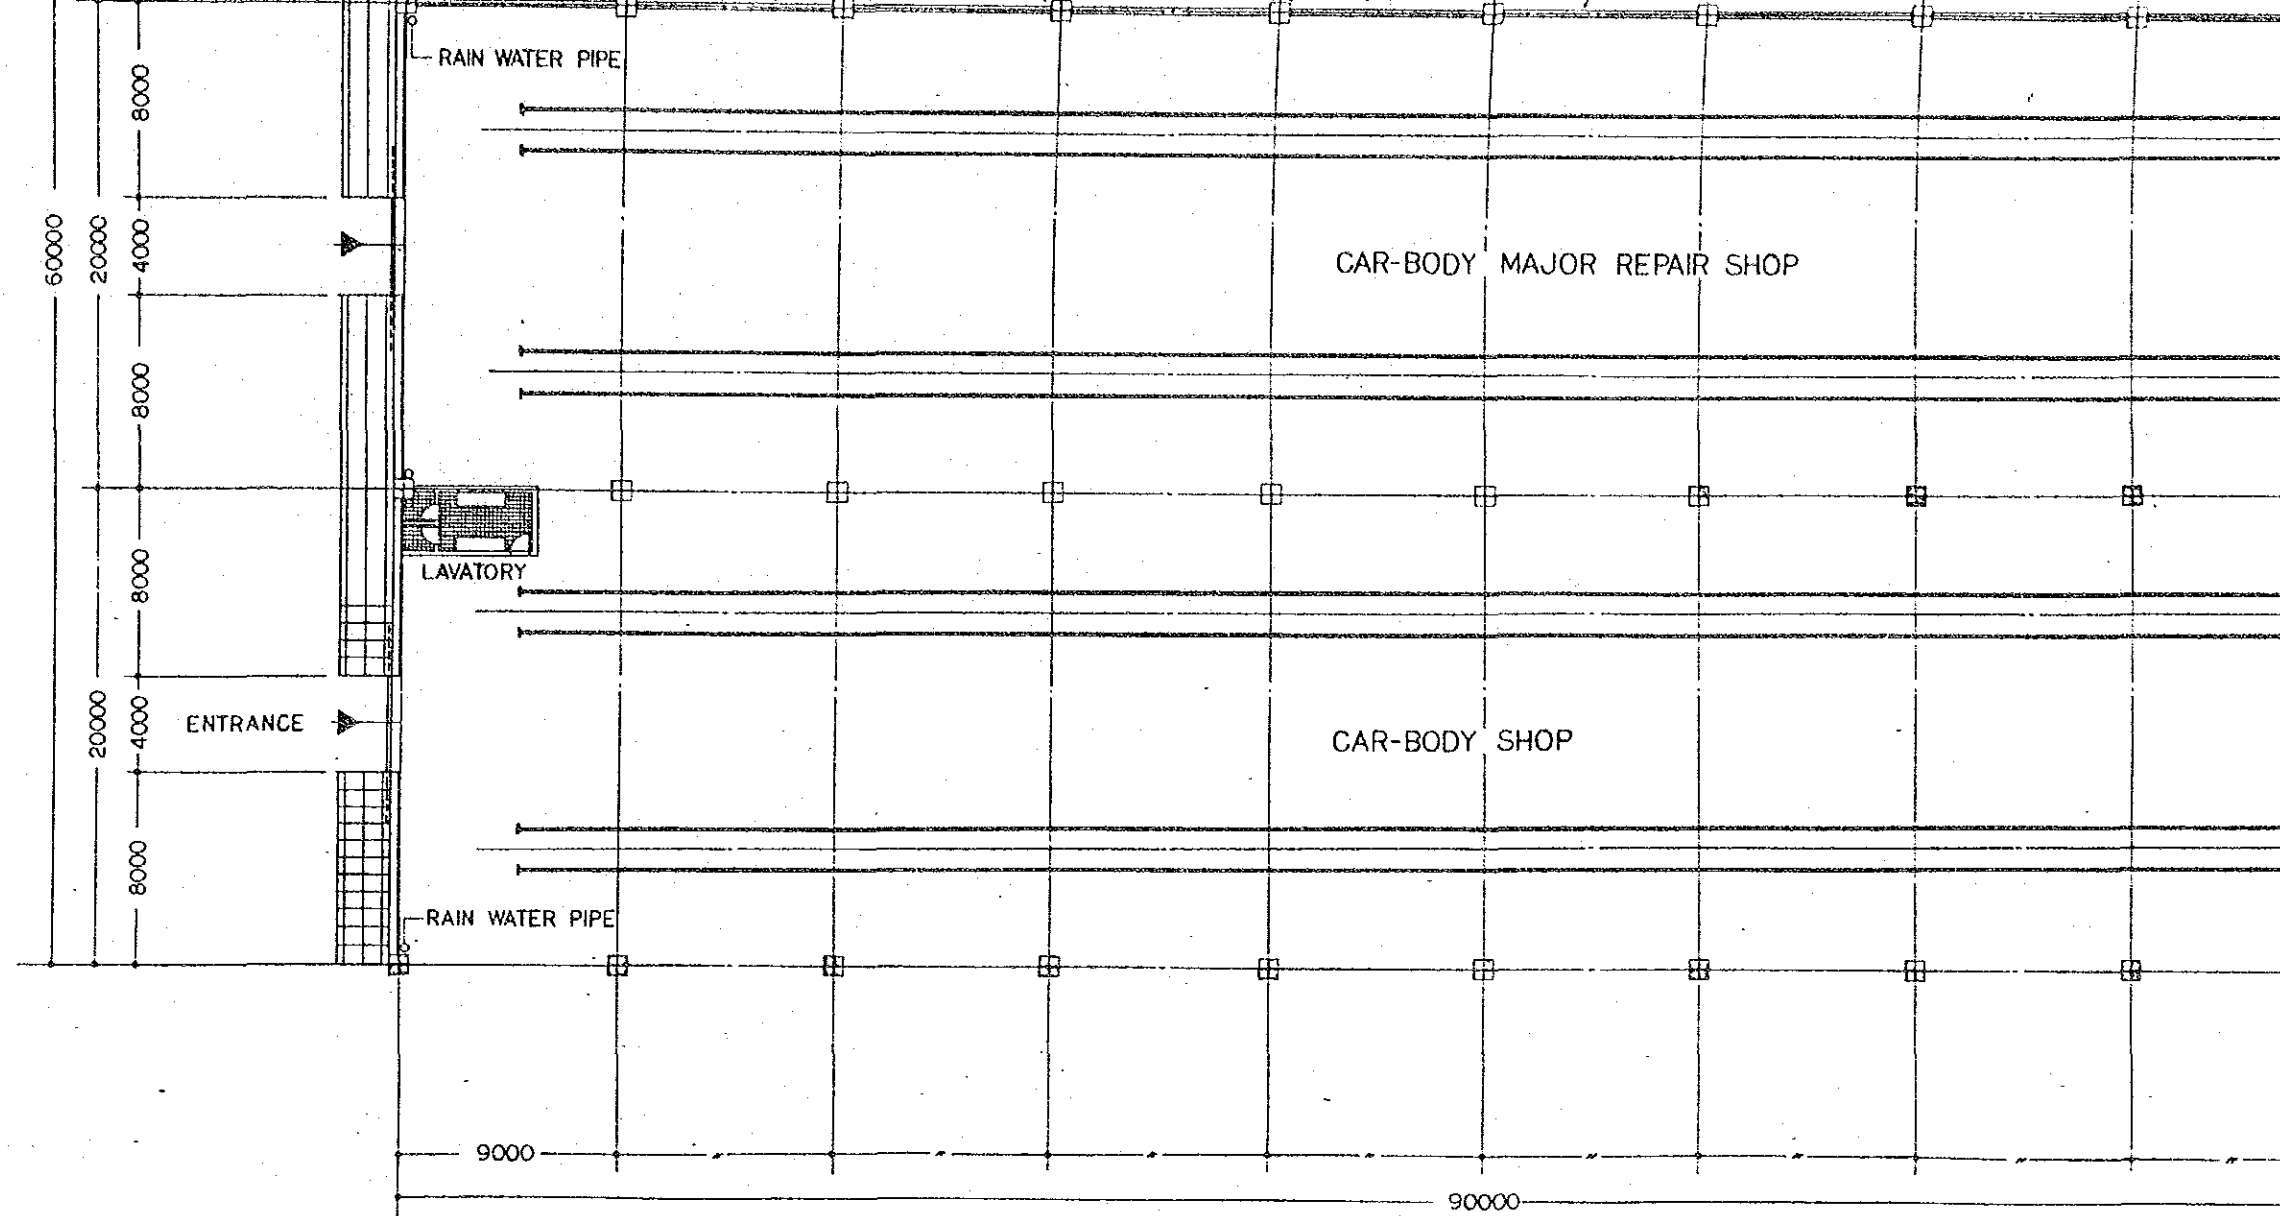 RAIN WATER PIPE
8000
60000
20000
4000
CAR-BODY MAJOR REPAIR SHOP
8000
8000
LAVATORY
20000
4000
ENTRANCE
CAR-BODY SHOP
8000
RAIN WATER PIPE
9000
〃 〃 〃 〃 〃 〃 〃 〃
90000